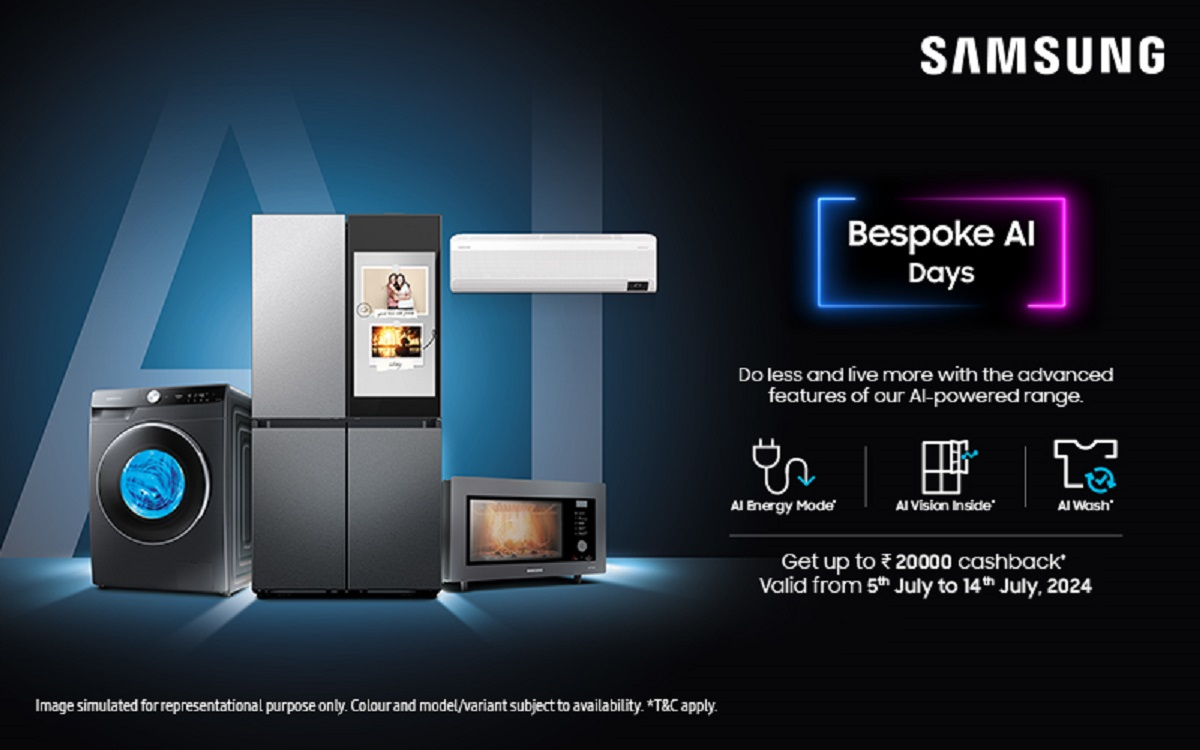 SAMSUNG
Bespoke AI
Days
Do less and live more with the advanced
features of our AI-powered range.
AI Energy Mode*
AI Vision Inside*
AI Wash*
Get up to ₹ 20000 cashback*
Valid from 5th July to 14th July, 2024
Image simulated for representational purpose only. Colour and model/variant subject to availability. *T&C apply.